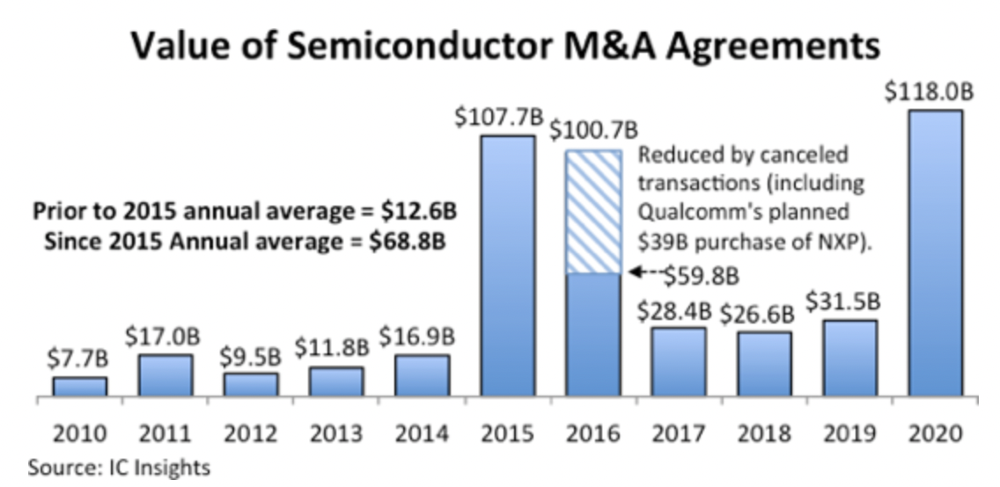 Value of Semiconductor M&A Agreements
$118.0B
$107.7B
$100.7B
Reduced by canceled
transactions (including
Qualcomm's planned
$39B purchase of NXP).
Prior to 2015 annual average = $12.6B
Since 2015 Annual average = $68.8B
$59.8B
$7.7B
$17.0B
$9.5B
$11.8B
$16.9B
$28.4B
$26.6B
$31.5B
2010 2011 2012 2013 2014 2015 2016 2017 2018 2019 2020
Source: IC Insights